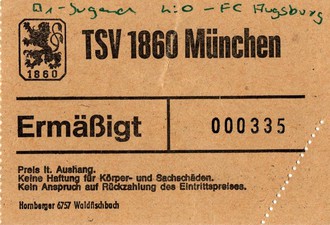 A1-Jugend 4:0 - FC Augsburg
TSV 1860 München
1860
Ermäßigt 000335
Preis lt. Aushang.
Keine Haftung für Körper- und Sachschäden.
Kein Anspruch auf Rückzahlung des Eintrittspreises.
Hornberger 6757 Waldfischbach